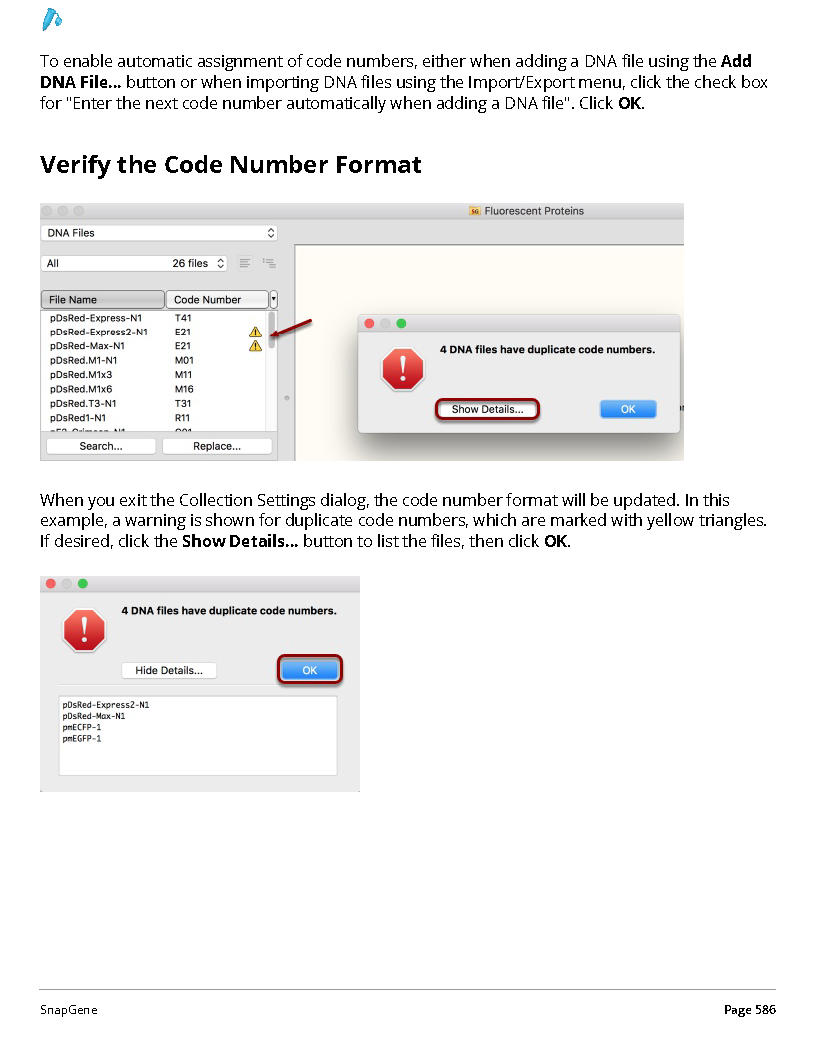 To enable automatic assignment of code numbers, either when adding a DNA file using the Add
DNA File... button or when importing DNA files using the Import/Export menu, click the check box
for "Enter the next code number automatically when adding a DNA file". Click OK.
Verify the Code Number Format
SG Fluorescent Proteins
DNA Files
All 26 files
File Name Code Number
pDsRed-Express-N1 T41
pDsRed-Express2-N1 E21
pDsRed-Max-N1 E21
pDsRed.M1-N1 M01
pDsRed.M1x3 M11
pDsRed.M1x6 M16
pDsRed.T3-N1 T31
pDsRed1-N1 R11
Search... Replace...
4 DNA files have duplicate code numbers.
Show Details... OK
When you exit the Collection Settings dialog, the code number format will be updated. In this
example, a warning is shown for duplicate code numbers, which are marked with yellow triangles.
If desired, click the Show Details... button to list the files, then click OK.
4 DNA files have duplicate code numbers.
Hide Details... OK
pDsRed-Express2-N1
pDsRed-Max-N1
pmECFP-1
pmEGFP-1
SnapGene Page 586